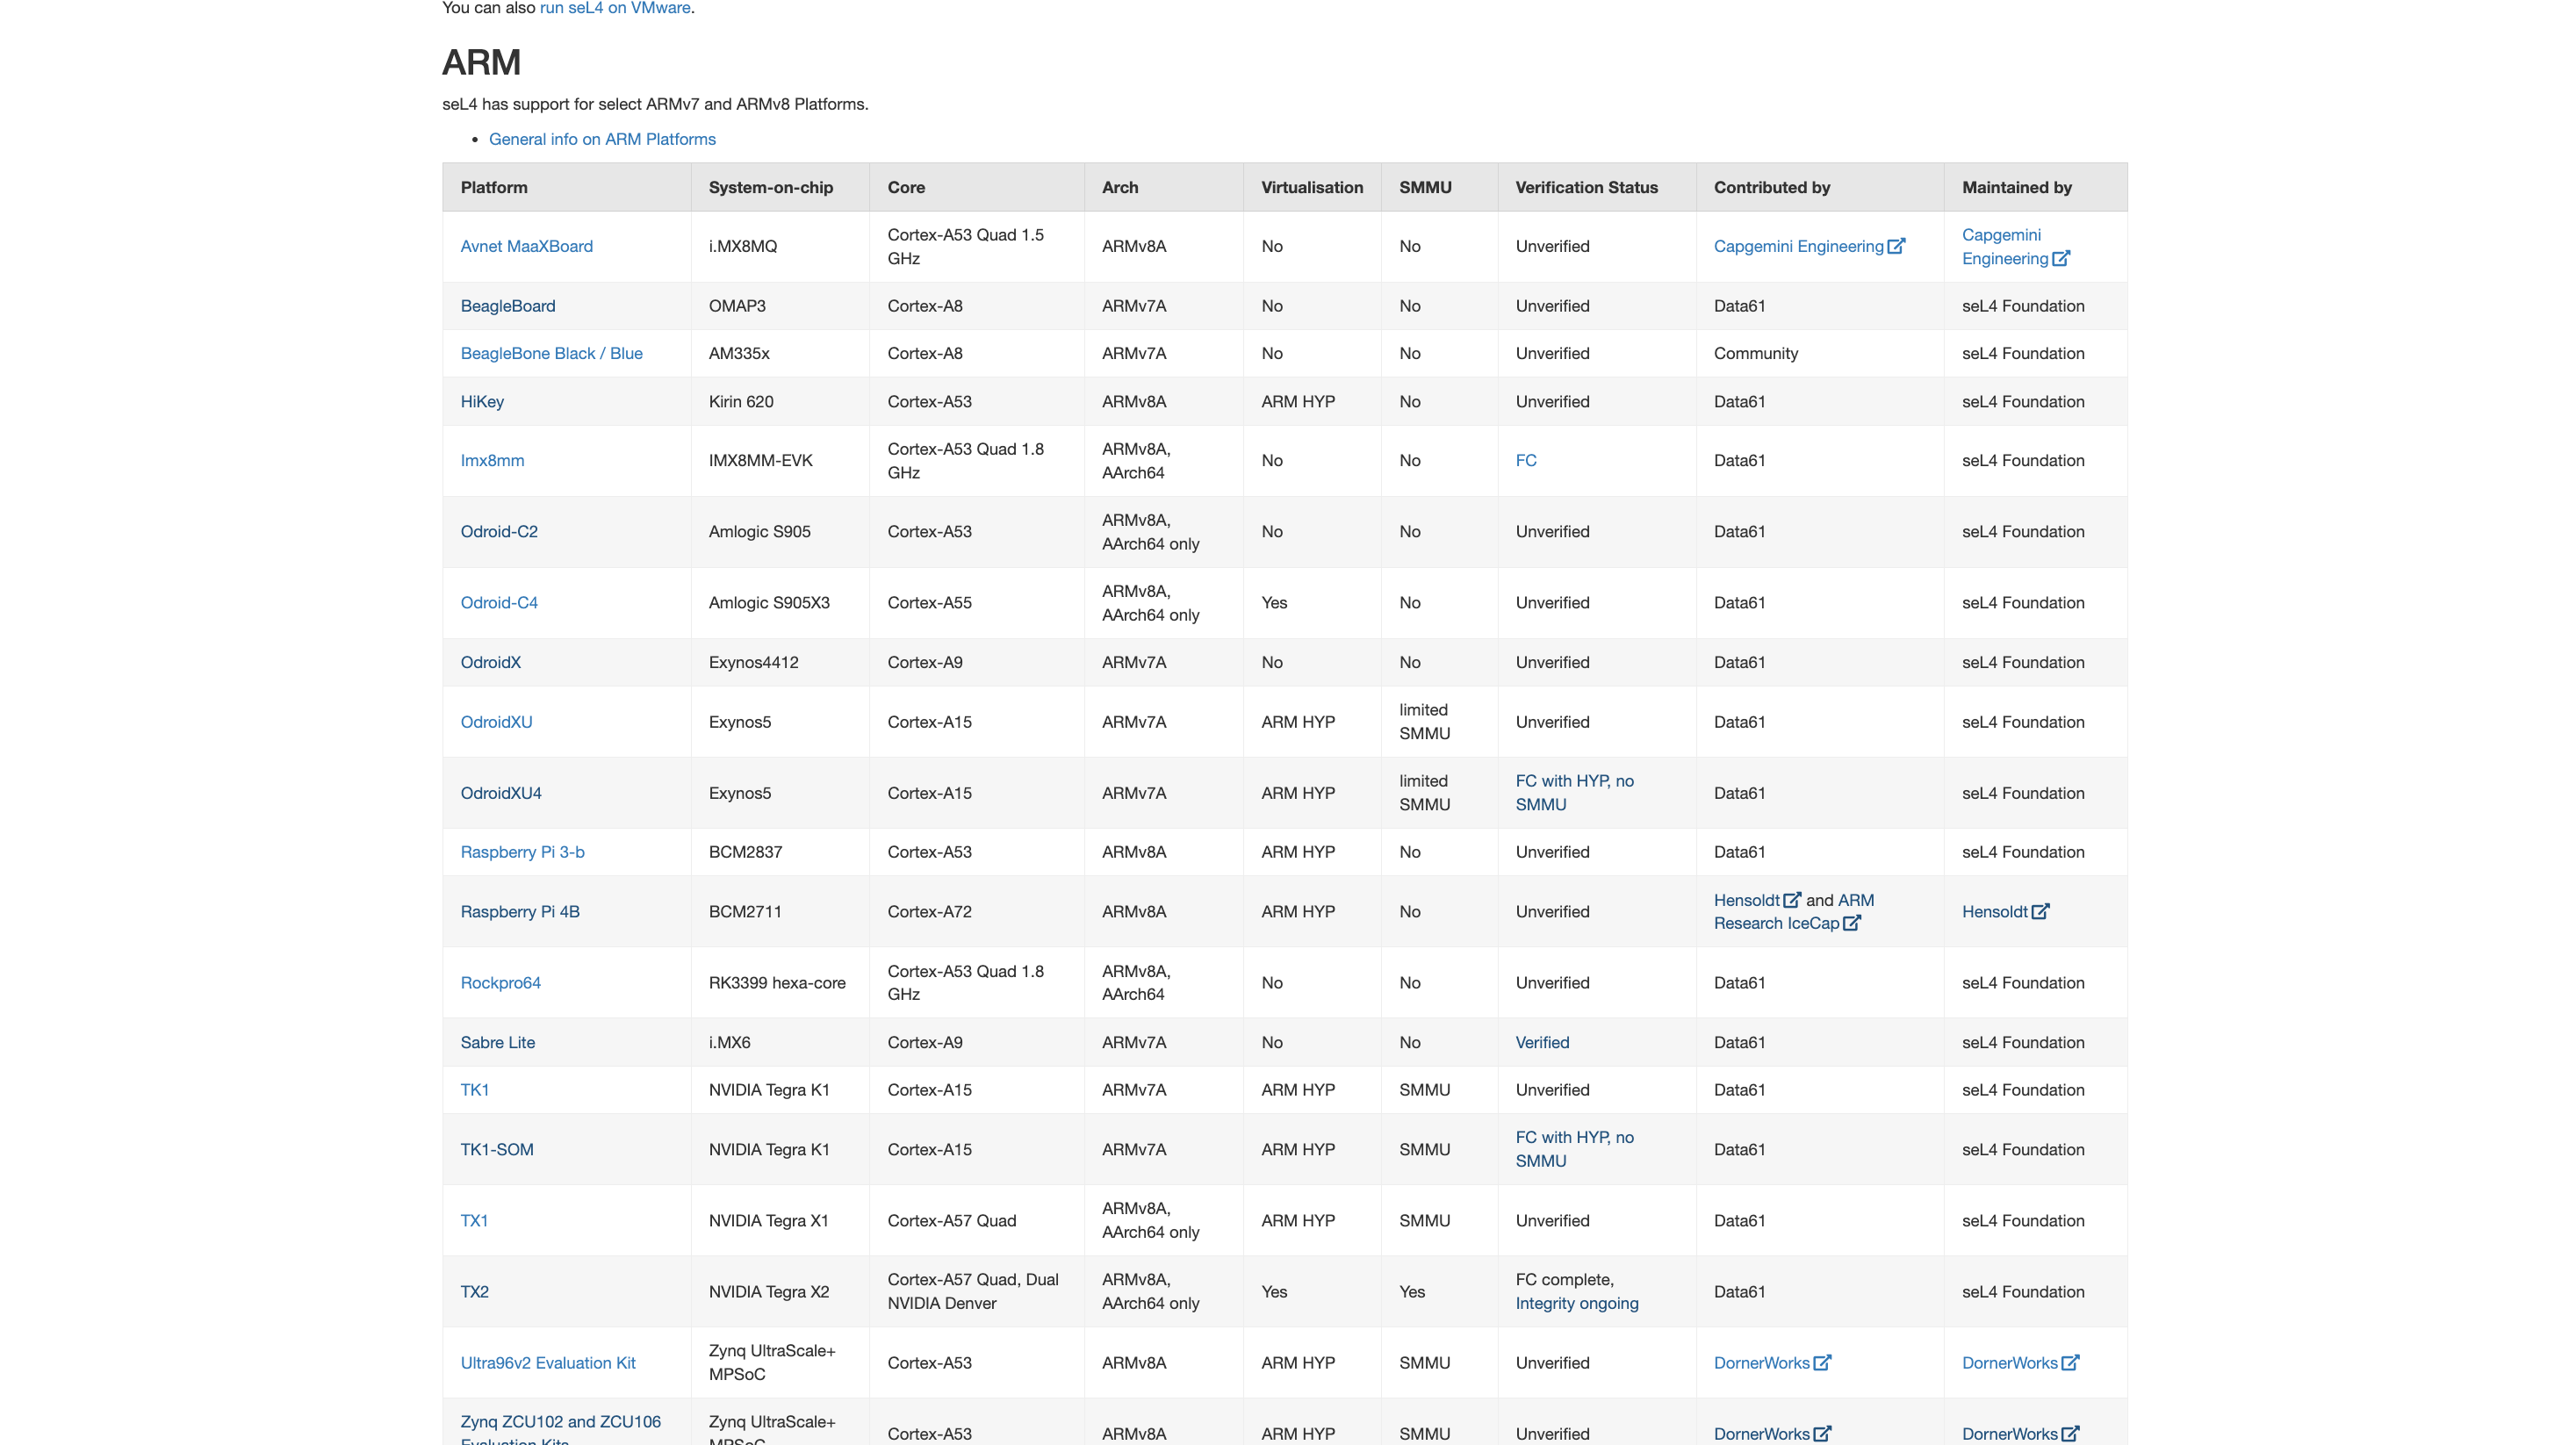 You can also run seL4 on VMware.
ARM
seL4 has support for select ARMv7 and ARMv8 Platforms.
• General info on ARM Platforms
Platform System-on-chip Core Arch Virtualisation SMMU Verification Status Contributed by Maintained by
Avnet MaaXBoard i.MX8MQ Cortex-A53 Quad 1.5 GHz ARMv8A No No Unverified Capgemini Engineering Capgemini Engineering
BeagleBoard OMAP3 Cortex-A8 ARMv7A No No Unverified Data61 seL4 Foundation
BeagleBone Black / Blue AM335x Cortex-A8 ARMv7A No No Unverified Community seL4 Foundation
HiKey Kirin 620 Cortex-A53 ARMv8A ARM HYP No Unverified Data61 seL4 Foundation
Imx8mm IMX8MM-EVK Cortex-A53 Quad 1.8 GHz ARMv8A, AArch64 No No FC Data61 seL4 Foundation
Odroid-C2 Amlogic S905 Cortex-A53 ARMv8A, AArch64 only No No Unverified Data61 seL4 Foundation
Odroid-C4 Amlogic S905X3 Cortex-A55 ARMv8A, AArch64 only Yes No Unverified Data61 seL4 Foundation
OdroidX Exynos4412 Cortex-A9 ARMv7A No No Unverified Data61 seL4 Foundation
OdroidXU Exynos5 Cortex-A15 ARMv7A ARM HYP limited SMMU Unverified Data61 seL4 Foundation
OdroidXU4 Exynos5 Cortex-A15 ARMv7A ARM HYP limited SMMU FC with HYP, no SMMU Data61 seL4 Foundation
Raspberry Pi 3-b BCM2837 Cortex-A53 ARMv8A ARM HYP No Unverified Data61 seL4 Foundation
Raspberry Pi 4B BCM2711 Cortex-A72 ARMv8A ARM HYP No Unverified Hensoldt and ARM Research IceCap Hensoldt
Rockpro64 RK3399 hexa-core Cortex-A53 Quad 1.8 GHz ARMv8A, AArch64 No No Unverified Data61 seL4 Foundation
Sabre Lite i.MX6 Cortex-A9 ARMv7A No No Verified Data61 seL4 Foundation
TK1 NVIDIA Tegra K1 Cortex-A15 ARMv7A ARM HYP SMMU Unverified Data61 seL4 Foundation
TK1-SOM NVIDIA Tegra K1 Cortex-A15 ARMv7A ARM HYP SMMU FC with HYP, no SMMU Data61 seL4 Foundation
TX1 NVIDIA Tegra X1 Cortex-A57 Quad ARMv8A, AArch64 only ARM HYP SMMU Unverified Data61 seL4 Foundation
TX2 NVIDIA Tegra X2 Cortex-A57 Quad, Dual NVIDIA Denver ARMv8A, AArch64 only Yes Yes FC complete, Integrity ongoing Data61 seL4 Foundation
Ultra96v2 Evaluation Kit Zynq UltraScale+ MPSoC Cortex-A53 ARMv8A ARM HYP SMMU Unverified DornerWorks DornerWorks
Zynq ZCU102 and ZCU106 Evaluation Kits Zynq UltraScale+ MPSoC Cortex-A53 ARMv8A ARM HYP SMMU Unverified DornerWorks DornerWorks